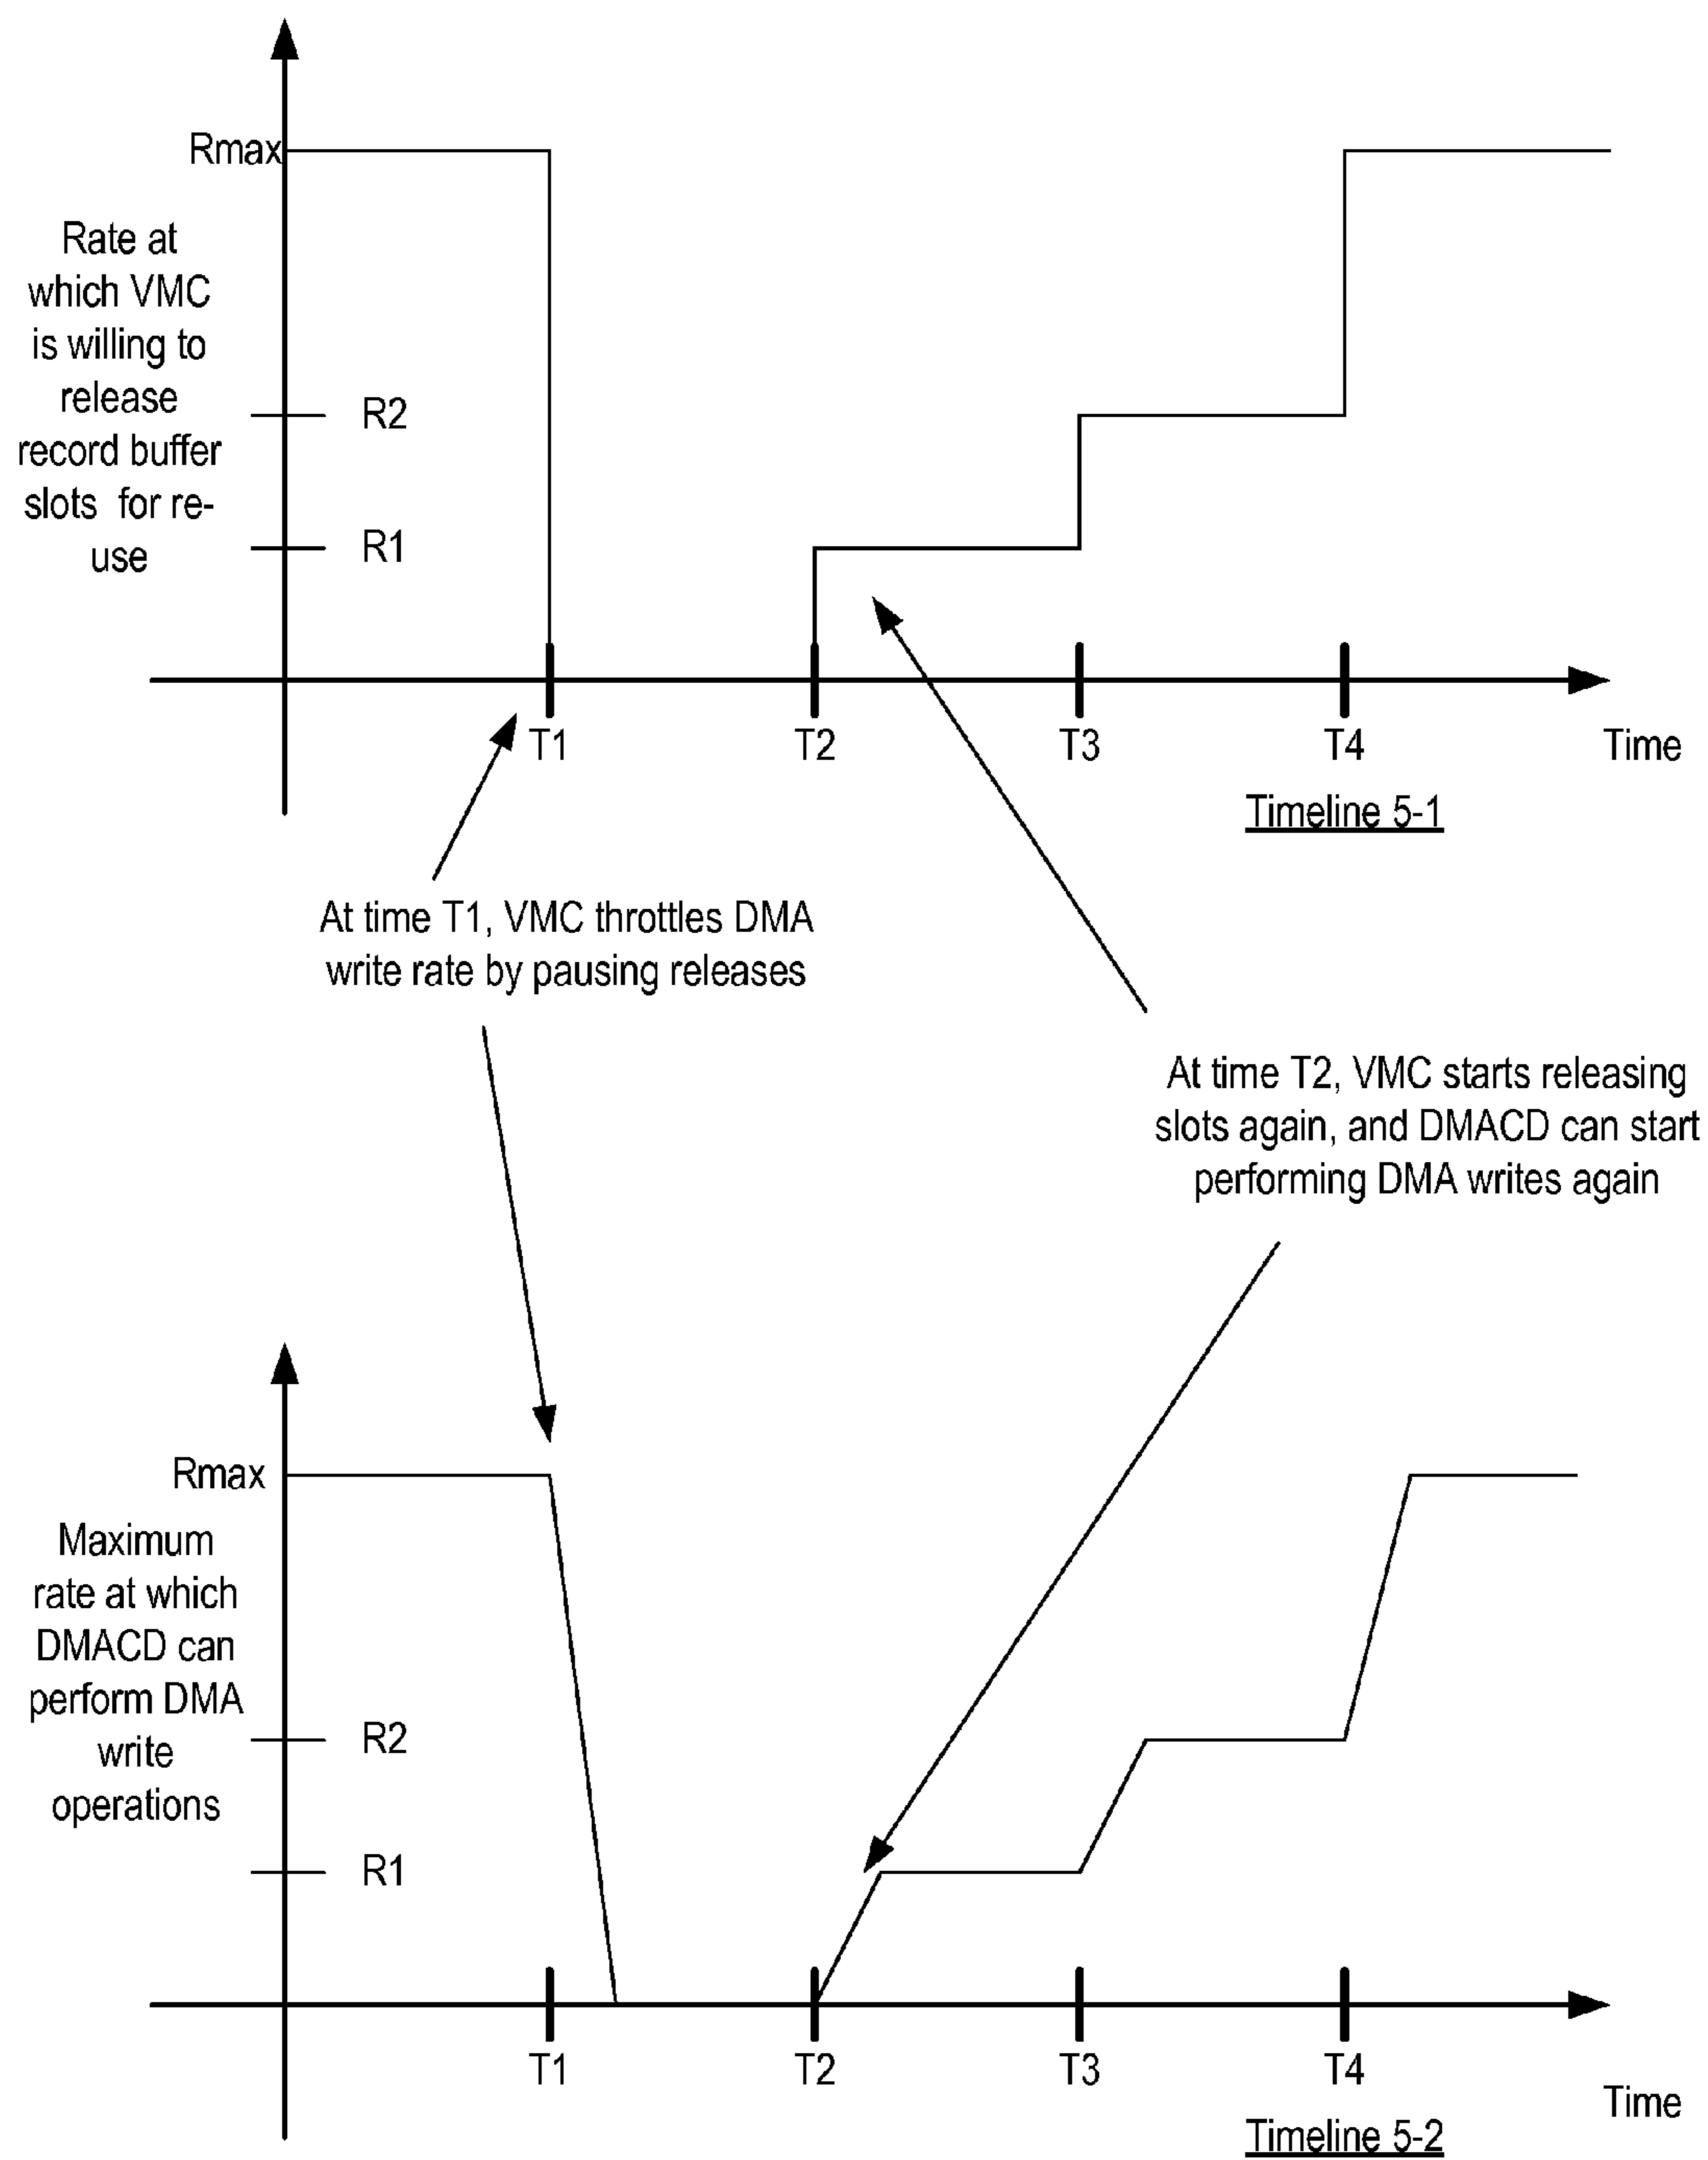 Rmax
Rate at
which VMC
is willing to
release
record buffer
slots for re-
use
R2
R1
T1
T2
T3
T4
Time
Timeline 5-1
At time T1, VMC throttles DMA
write rate by pausing releases
At time T2, VMC starts releasing
slots again, and DMACD can start
performing DMA writes again
Rmax
Maximum
rate at which
DMACD can
perform DMA
write
operations
R2
R1
T1
T2
T3
T4
Time
Timeline 5-2